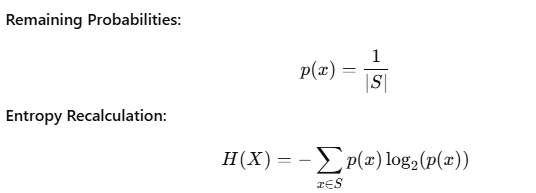 Remaining Probabilities:
p(x) = 1/|S|
Entropy Recalculation:
H(X) = − ∑_{x∈S} p(x) log₂(p(x))